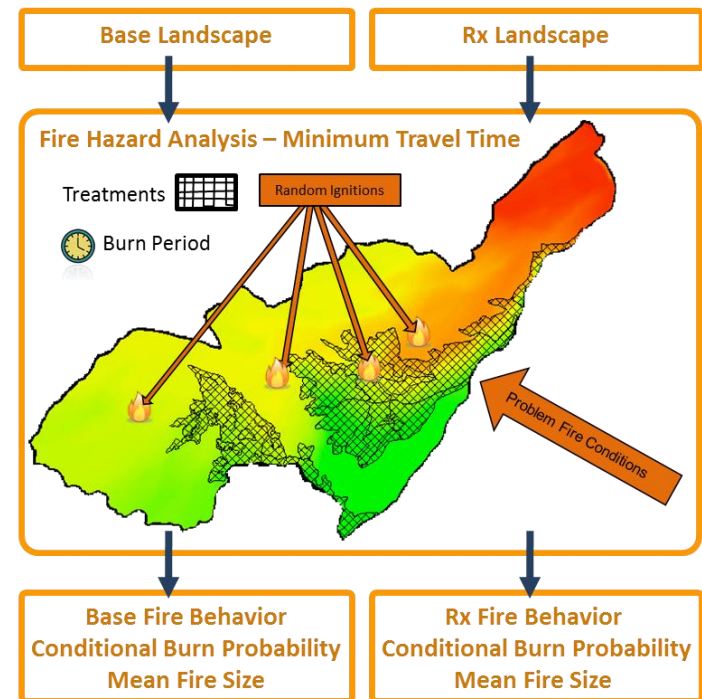 Base Landscape
Rx Landscape
Fire Hazard Analysis – Minimum Travel Time
Treatments
Random Ignitions
Burn Period
Problem Fire Conditions
Base Fire Behavior
Conditional Burn Probability
Mean Fire Size
Rx Fire Behavior
Conditional Burn Probability
Mean Fire Size